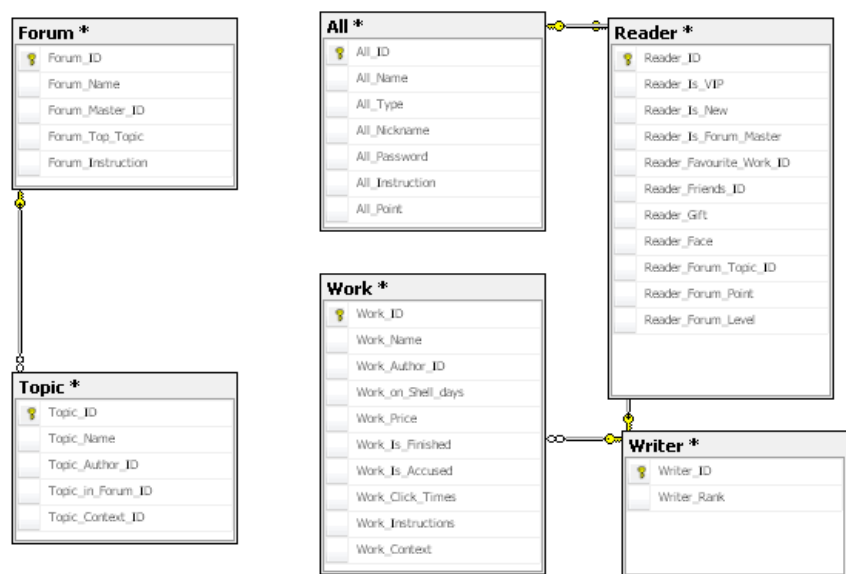 Forum *
Forum_ID
Forum_Name
Forum_Master_ID
Forum_Top_Topic
Forum_Instruction
All *
All_ID
All_Name
All_Type
All_Nickname
All_Password
All_Instruction
All_Point
Reader *
Reader_ID
Reader_Is_VIP
Reader_Is_New
Reader_Is_Forum_Master
Reader_Favourite_Work_ID
Reader_Friends_ID
Reader_Gift
Reader_Face
Reader_Forum_Topic_ID
Reader_Forum_Point
Reader_Forum_Level
Topic *
Topic_ID
Topic_Name
Topic_Author_ID
Topic_in_Forum_ID
Topic_Context_ID
Work *
Work_ID
Work_Name
Work_Author_ID
Work_on_Shell_days
Work_Price
Work_Is_Finished
Work_Is_Accused
Work_Click_Times
Work_Instructions
Work_Context
Writer *
Writer_ID
Writer_Rank